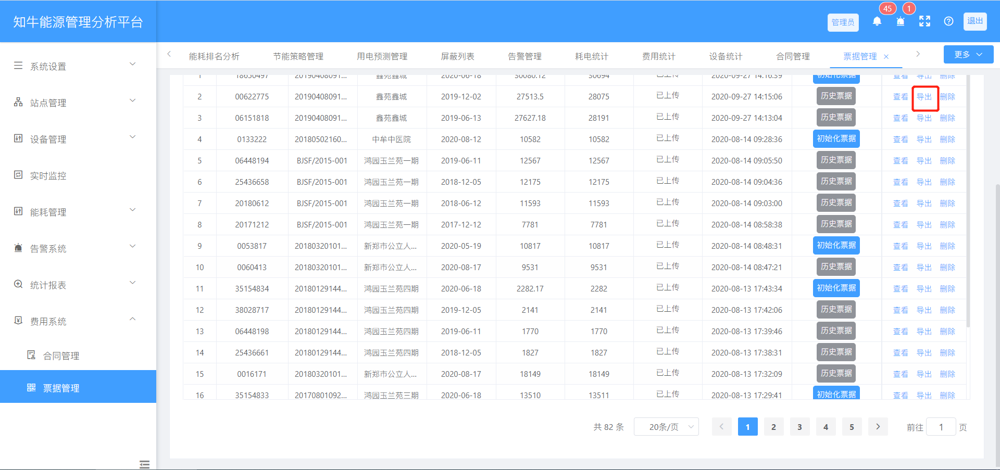 知牛能源管理分析平台
管理员
45
1
退出
系统设置
站点管理
设备管理
实时监控
能耗管理
告警系统
统计报表
费用系统
合同管理
票据管理
能耗排名分析 节能策略管理 用电预测管理 屏蔽列表 告警管理 耗电统计 费用统计 设备统计 合同管理 票据管理 更多
1 18650497 20190408091... 鑫苑鑫城 2020-06-18 30080.12 30694 已上传 2020-09-27 14:16:39 初始化票据 查看 导出 删除
2 00622775 20190408091... 鑫苑鑫城 2019-12-02 27513.5 28075 已上传 2020-09-27 14:15:06 历史票据 查看 导出 删除
3 06151818 20190408091... 鑫苑鑫城 2019-06-13 27627.18 28191 已上传 2020-09-27 14:13:04 历史票据 查看 导出 删除
4 0133222 20180502160... 中牟中医院 2020-08-12 10582 10582 已上传 2020-08-14 09:28:36 初始化票据 查看 导出 删除
5 06448194 BJSF/2015-001 鸿园玉兰苑一期 2019-06-11 12567 12567 已上传 2020-08-14 09:05:50 历史票据 查看 导出 删除
6 25436658 BJSF/2015-001 鸿园玉兰苑一期 2018-12-05 12175 12175 已上传 2020-08-14 09:04:36 历史票据 查看 导出 删除
7 20180612 BJSF/2015-001 鸿园玉兰苑一期 2018-06-12 11593 11593 已上传 2020-08-14 09:03:00 历史票据 查看 导出 删除
8 20171212 BJSF/2015-001 鸿园玉兰苑一期 2017-12-12 7781 7781 已上传 2020-08-14 08:58:38 历史票据 查看 导出 删除
9 0053817 20180320101... 新郑市公立人... 2020-05-19 10817 10817 已上传 2020-08-14 08:48:31 初始化票据 查看 导出 删除
10 0060413 20180320101... 新郑市公立人... 2020-08-17 9531 9531 已上传 2020-08-14 08:47:21 历史票据 查看 导出 删除
11 35154834 20180129144... 鸿园玉兰苑四期 2020-06-18 2282.17 2282 已上传 2020-08-13 17:43:34 初始化票据 查看 导出 删除
12 38028717 20180129144... 鸿园玉兰苑四期 2019-12-05 2141 2141 已上传 2020-08-13 17:42:06 历史票据 查看 导出 删除
13 06448198 20180129144... 鸿园玉兰苑四期 2019-06-11 1770 1770 已上传 2020-08-13 17:39:46 历史票据 查看 导出 删除
14 25436661 20180129144... 鸿园玉兰苑四期 2018-12-05 1827 1827 已上传 2020-08-13 17:38:31 历史票据 查看 导出 删除
15 0016171 20180320101... 新郑市公立人... 2020-08-17 18149 18149 已上传 2020-08-13 17:32:09 历史票据 查看 导出 删除
16 35154833 20170801092... 鸿园玉兰苑三期 2020-06-18 13510 13511 已上传 2020-08-13 17:29:41 初始化票据 查看 导出 删除
共 82 条 20条/页 1 2 3 4 5 前往 1 页